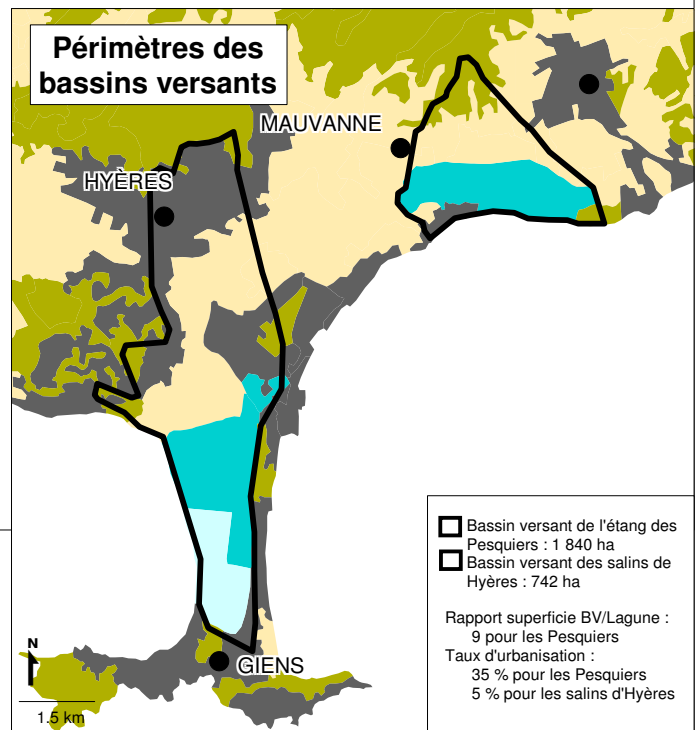 Périmètres des
bassins versants
MAUVANNE
HYÈRES
GIENS
N
1.5 km
Bassin versant de l'étang des
Pesquiers : 1 840 ha
Bassin versant des salins de
Hyères : 742 ha
Rapport superficie BV/Lagune :
9 pour les Pesquiers
Taux d'urbanisation :
35 % pour les Pesquiers
5 % pour les salins d'Hyères